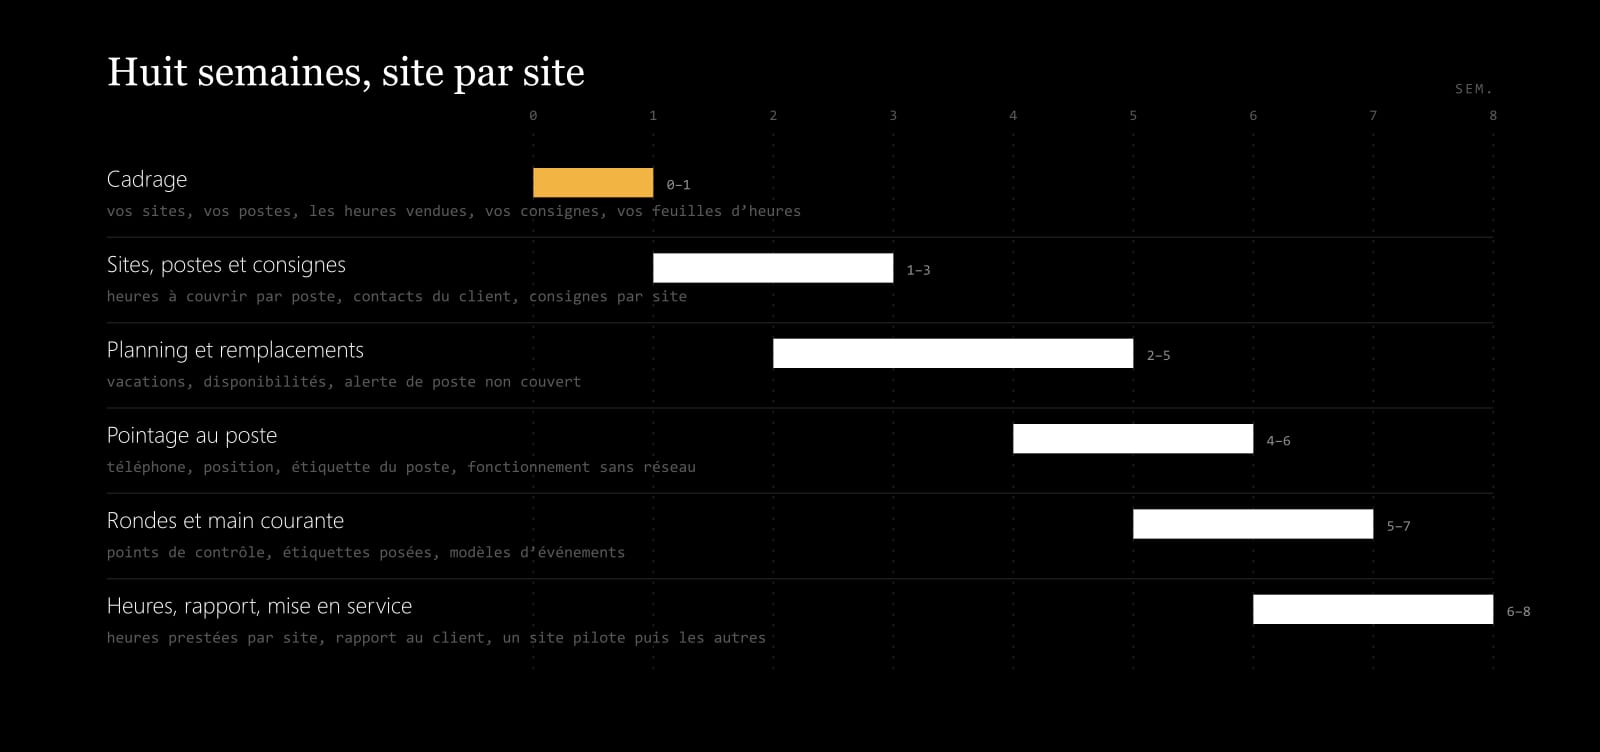 Huit semaines, site par site
SEM.
0 1 2 3 4 5 6 7 8
Cadrage
0–1
vos sites, vos postes, les heures vendues, vos consignes, vos feuilles d’heures
Sites, postes et consignes
1–3
heures à couvrir par poste, contacts du client, consignes par site
Planning et remplacements
2–5
vacations, disponibilités, alerte de poste non couvert
Pointage au poste
4–6
téléphone, position, étiquette du poste, fonctionnement sans réseau
Rondes et main courante
5–7
points de contrôle, étiquettes posées, modèles d’événements
Heures, rapport, mise en service
6–8
heures prestées par site, rapport au client, un site pilote puis les autres